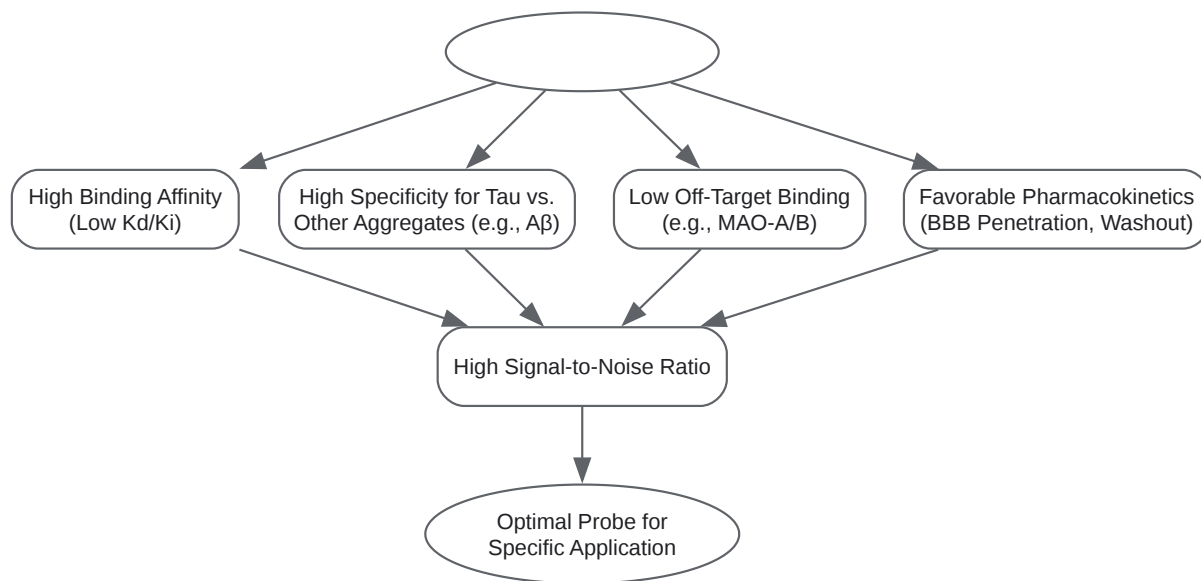 High Binding Affinity
(Low Kd/Ki)
High Specificity for Tau vs.
Other Aggregates (e.g., Aβ)
Low Off-Target Binding
(e.g., MAO-A/B)
Favorable Pharmacokinetics
(BBB Penetration, Washout)
High Signal-to-Noise Ratio
Optimal Probe for
Specific Application